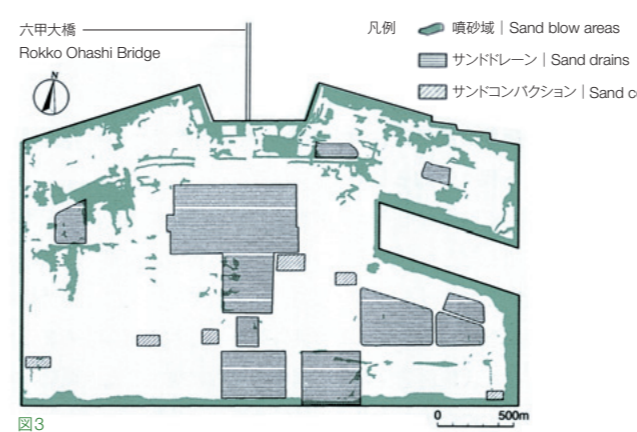 六甲大橋
Rokko Ohashi Bridge
凡例
噴砂域 | Sand blow areas
サンドドレーン | Sand drains
サンドコンパクション | Sand c
N
0 500m
図3